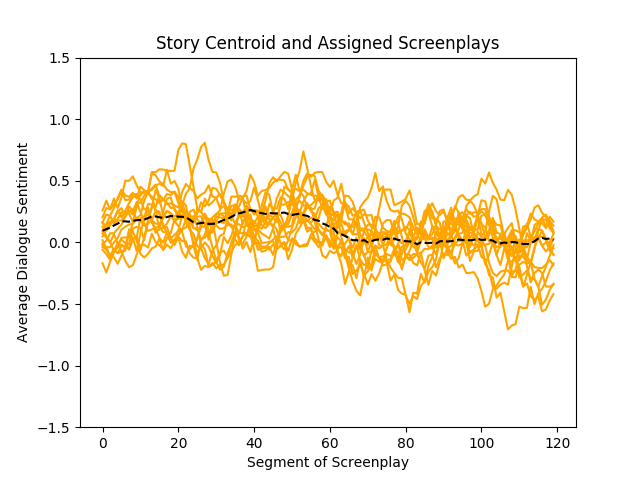 Story Centroid and Assigned Screenplays
1.5
1.0
0.5
0.0
−0.5
−1.0
−1.5
Average Dialogue Sentiment
0 20 40 60 80 100 120
Segment of Screenplay